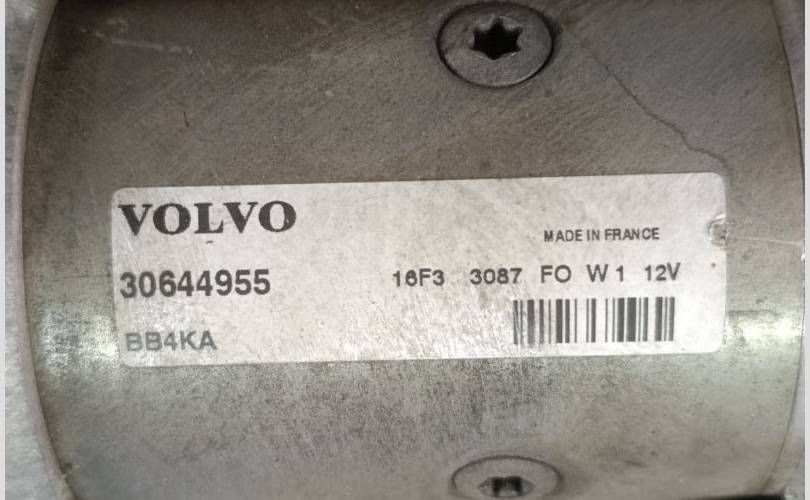 VOLVO
MADE IN FRANCE
30644955
16F3 3087 FO W1 12V
BB4KA